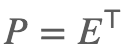 P = E^⊤